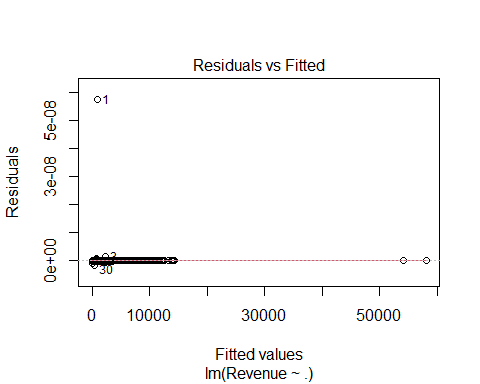 Residuals vs Fitted
Residuals
5e-08
3e-08
0e+00
1
2
30
0
10000
30000
50000
Fitted values
lm(Revenue ~ .)